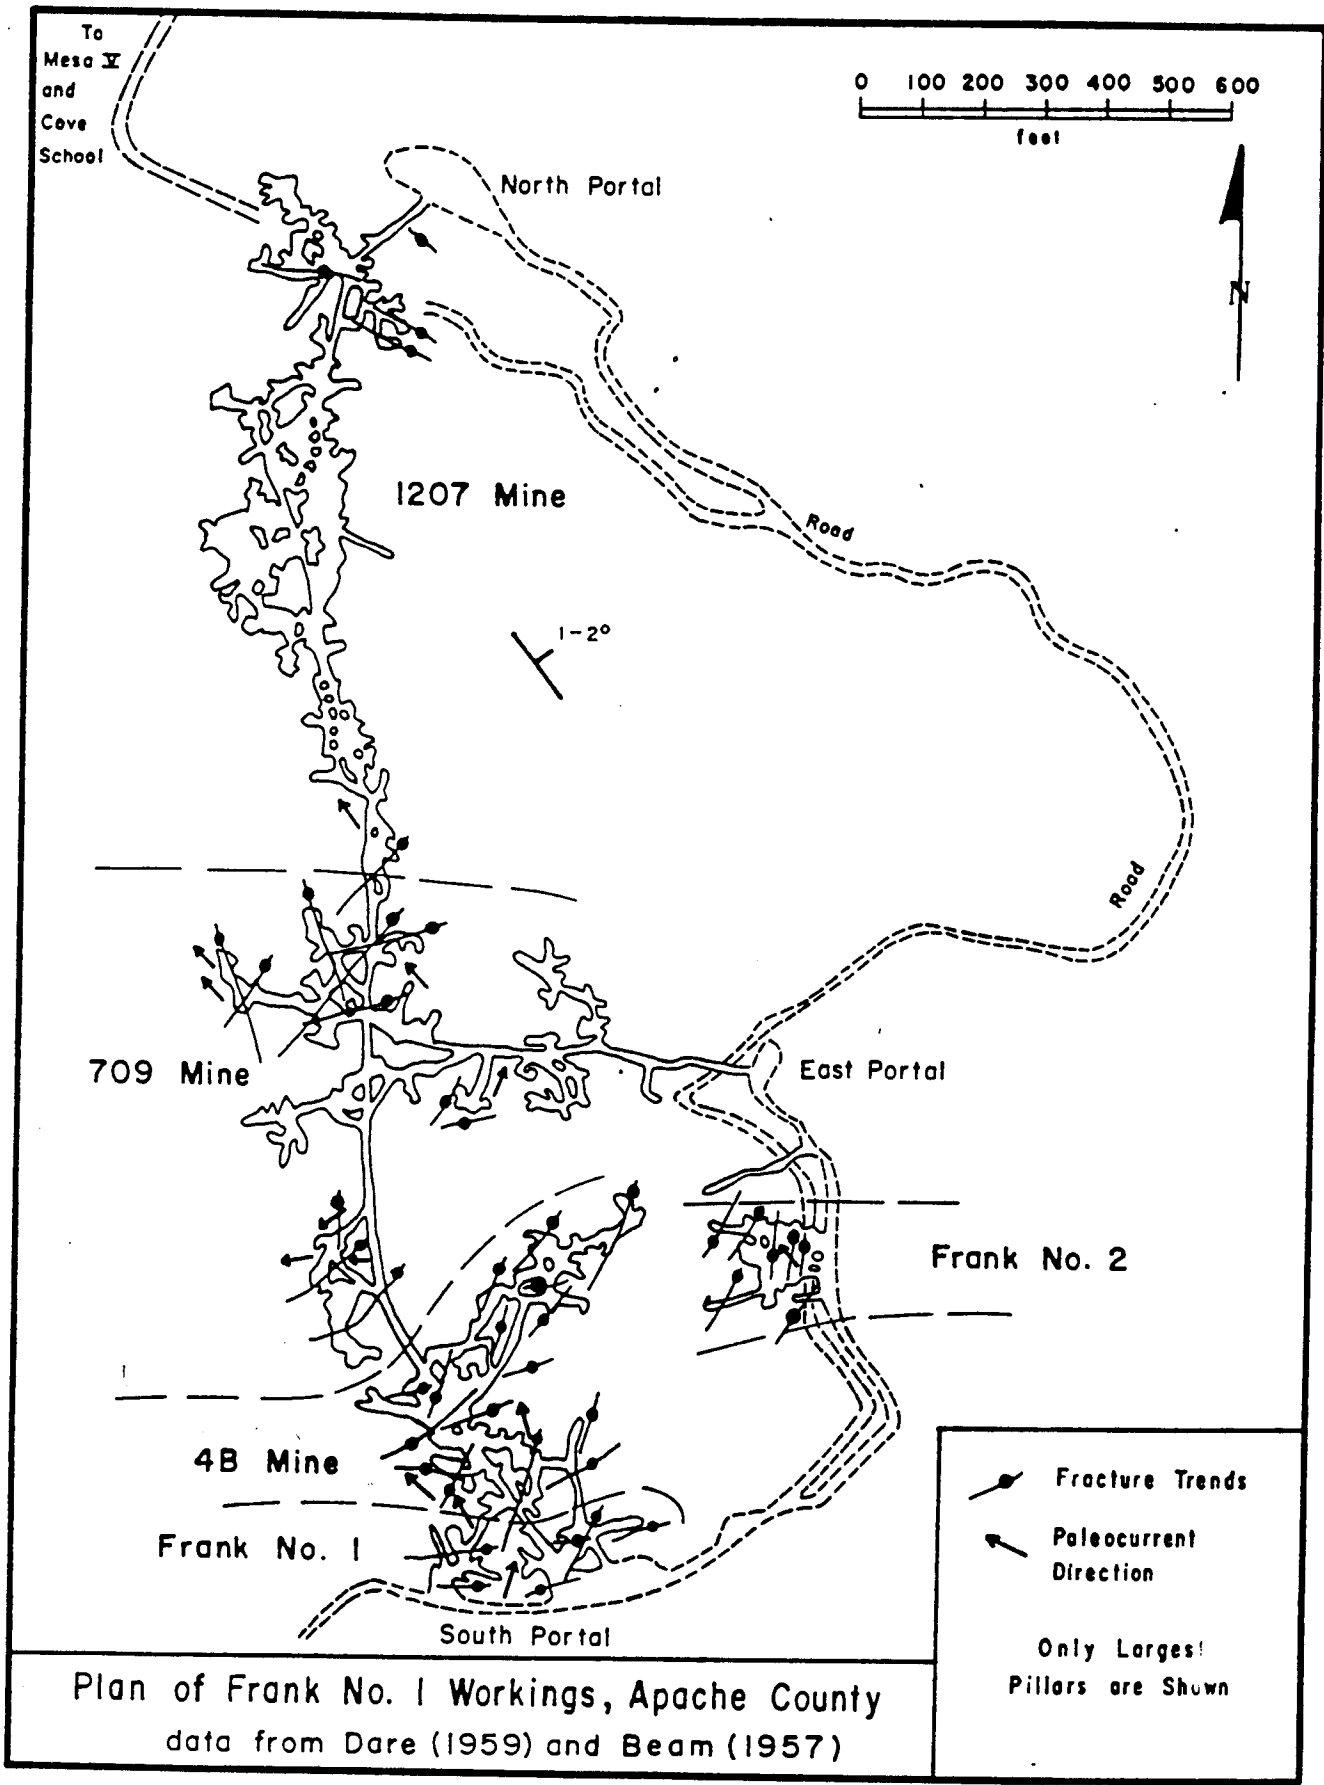 To
Mesa V
and
Cove
School
0 100 200 300 400 500 600
feet
North Portal
N
1207 Mine
Road
1-2°
Road
709 Mine
East Portal
Frank No. 2
4B Mine
Frank No. 1
South Portal
Fracture Trends
Paleocurrent
Direction
Only Largest
Pillars are Shown
Plan of Frank No. 1 Workings, Apache County
data from Dare (1959) and Beam (1957)